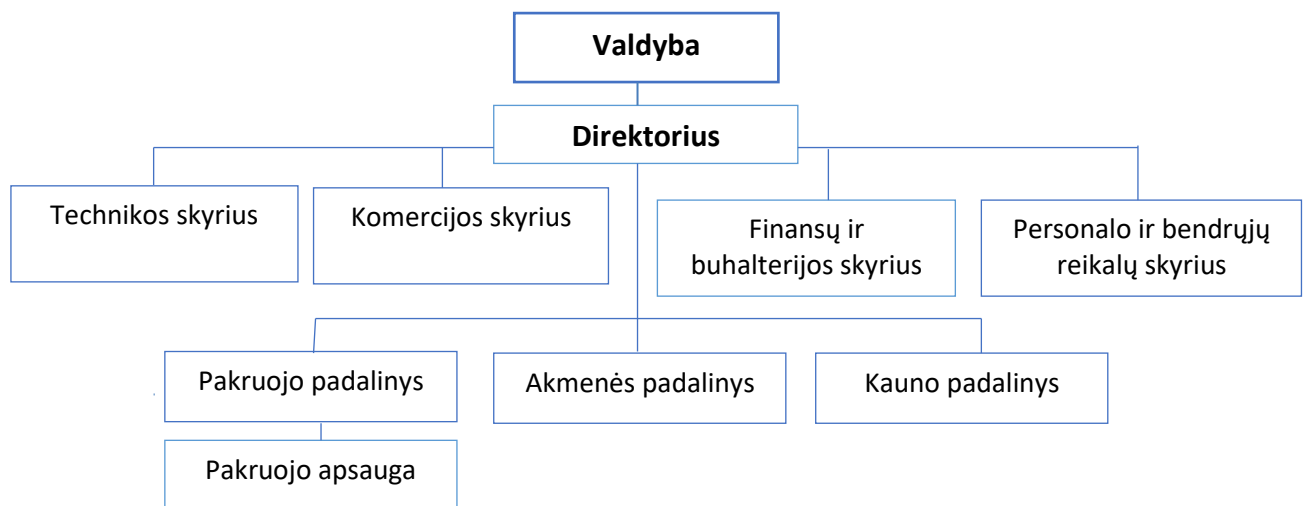 Valdyba
Direktorius
Technikos skyrius
Komercijos skyrius
Finansų ir
buhalterijos skyrius
Personalo ir bendrųjų
reikalų skyrius
Pakruojo padalinys
Akmenės padalinys
Kauno padalinys
Pakruojo apsauga